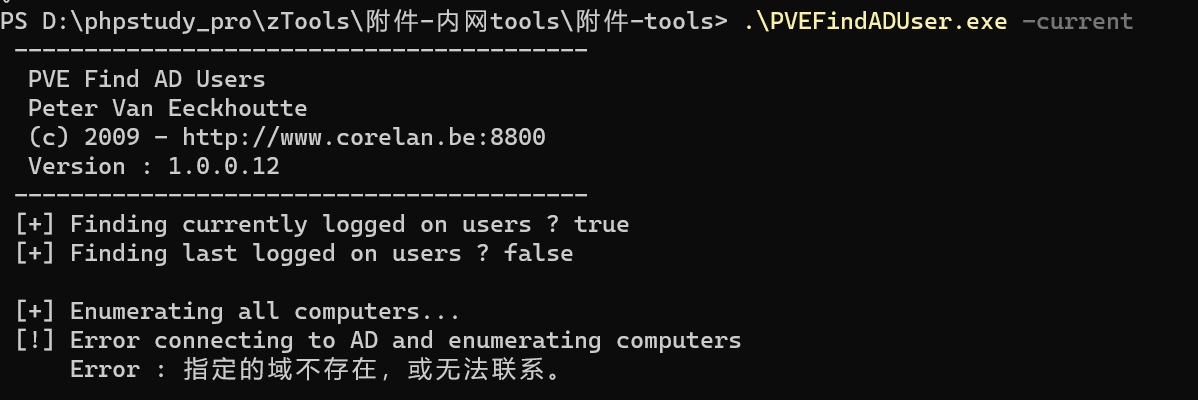 PS D:\phpstudy_pro\zTools\附件-内网tools\附件-tools> .\PVEFindADUser.exe -current
-----------------------------------------
PVE Find AD Users
Peter Van Eeckhoutte
(c) 2009 - http://www.corelan.be:8800
Version : 1.0.0.12
-----------------------------------------
[+] Finding currently logged on users ? true
[+] Finding last logged on users ? false
[+] Enumerating all computers...
[!] Error connecting to AD and enumerating computers
Error : 指定的域不存在，或无法联系。